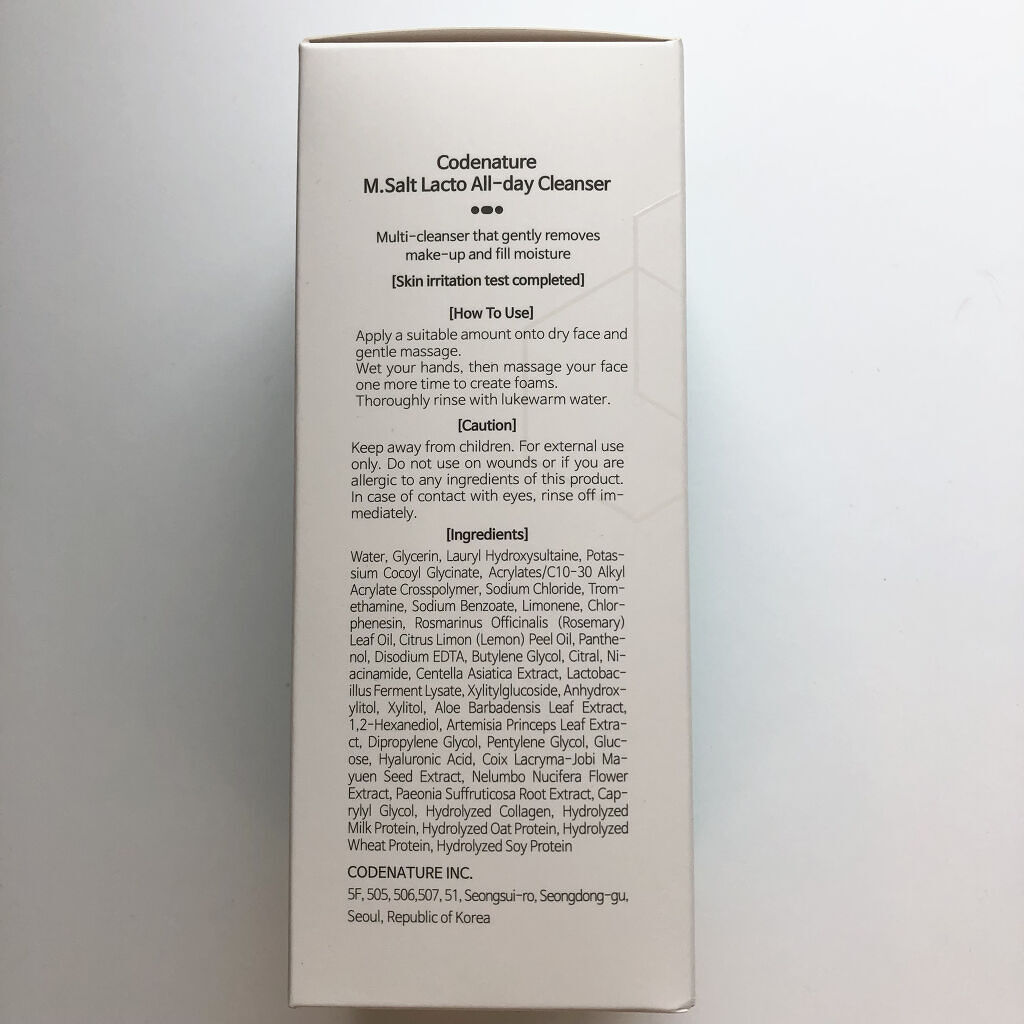 Codenature
M.Salt Lacto All-day Cleanser
Multi-cleanser that gently removes
make-up and fill moisture
[Skin irritation test completed]
[How To Use]
Apply a suitable amount onto dry face and
gentle massage.
Wet your hands, then massage your face
one more time to create foams.
Thoroughly rinse with lukewarm water.
[Caution]
Keep away from children. For external use
only. Do not use on wounds or if you are
allergic to any ingredients of this product.
In case of contact with eyes, rinse off im-
mediately.
[Ingredients]
Water, Glycerin, Lauryl Hydroxysultaine, Potas-
sium Cocoyl Glycinate, Acrylates/C10-30 Alkyl
Acrylate Crosspolymer, Sodium Chloride, Trom-
ethamine, Sodium Benzoate, Limonene, Chlor-
phenesin, Rosmarinus Officinalis (Rosemary)
Leaf Oil, Citrus Limon (Lemon) Peel Oil, Panthe-
nol, Disodium EDTA, Butylene Glycol, Citral, Ni-
acinamide, Centella Asiatica Extract, Lactobac-
illus Ferment Lysate, Xylitylglucoside, Anhydrox-
ylitol, Xylitol, Aloe Barbadensis Leaf Extract,
1,2-Hexanediol, Artemisia Princeps Leaf Extra-
ct, Dipropylene Glycol, Pentylene Glycol, Gluc-
ose, Hyaluronic Acid, Coix Lacryma-Jobi Ma-
yuen Seed Extract, Nelumbo Nucifera Flower
Extract, Paeonia Suffruticosa Root Extract, Cap-
rylyl Glycol, Hydrolyzed Collagen, Hydrolyzed
Milk Protein, Hydrolyzed Oat Protein, Hydrolyzed
Wheat Protein, Hydrolyzed Soy Protein
CODENATURE INC.
5F, 505, 506,507, 51, Seongsui-ro, Seongdong-gu,
Seoul, Republic of Korea